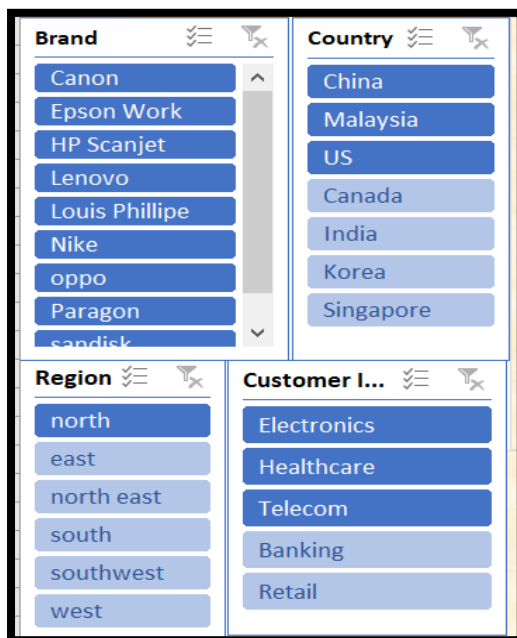 Brand
Canon
Epson Work
HP Scanjet
Lenovo
Louis Phillipe
Nike
oppo
Paragon
sandisk
Country
China
Malaysia
US
Canada
India
Korea
Singapore
Region
north
east
north east
south
southwest
west
Customer I...
Electronics
Healthcare
Telecom
Banking
Retail